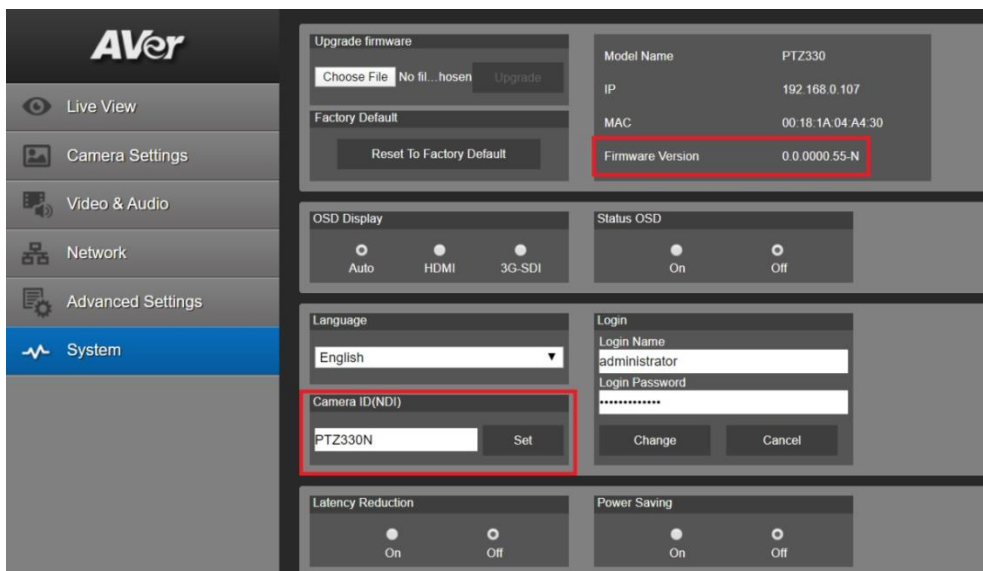 AVer
Live View
Camera Settings
Video & Audio
Network
Advanced Settings
System
Upgrade firmware
Choose File No fil...hosen Upgrade
Factory Default
Reset To Factory Default
Model Name PTZ330
IP 192.168.0.107
MAC 00:18:1A:04:A4:30
Firmware Version 0.0.0000.55-N
OSD Display
Auto HDMI 3G-SDI
Status OSD
On Off
Language
English
Camera ID(NDI)
PTZ330N Set
Login
Login Name
administrator
Login Password
•••••••••••••
Change Cancel
Latency Reduction
On Off
Power Saving
On Off